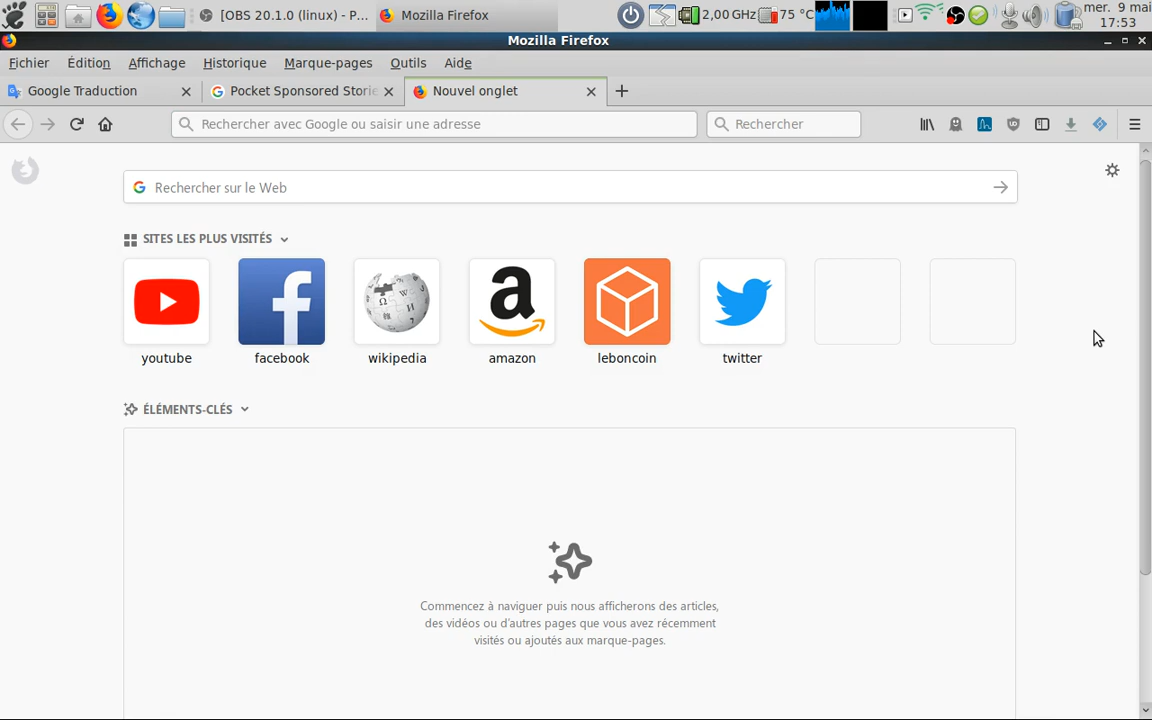 [OBS 20.1.0 (linux) - P... Mozilla Firefox 2,00 GHz 75 °C mer. 9 mai
17:53
Mozilla Firefox
Fichier Édition Affichage Historique Marque-pages Outils Aide
Google Traduction Pocket Sponsored Storie Nouvel onglet
Rechercher avec Google ou saisir une adresse Rechercher
Rechercher sur le Web
SITES LES PLUS VISITÉS
youtube facebook wikipedia amazon leboncoin twitter
ÉLÉMENTS-CLÉS
Commencez à naviguer puis nous afficherons des articles,
des vidéos ou d'autres pages que vous avez récemment
visités ou ajoutés aux marque-pages.